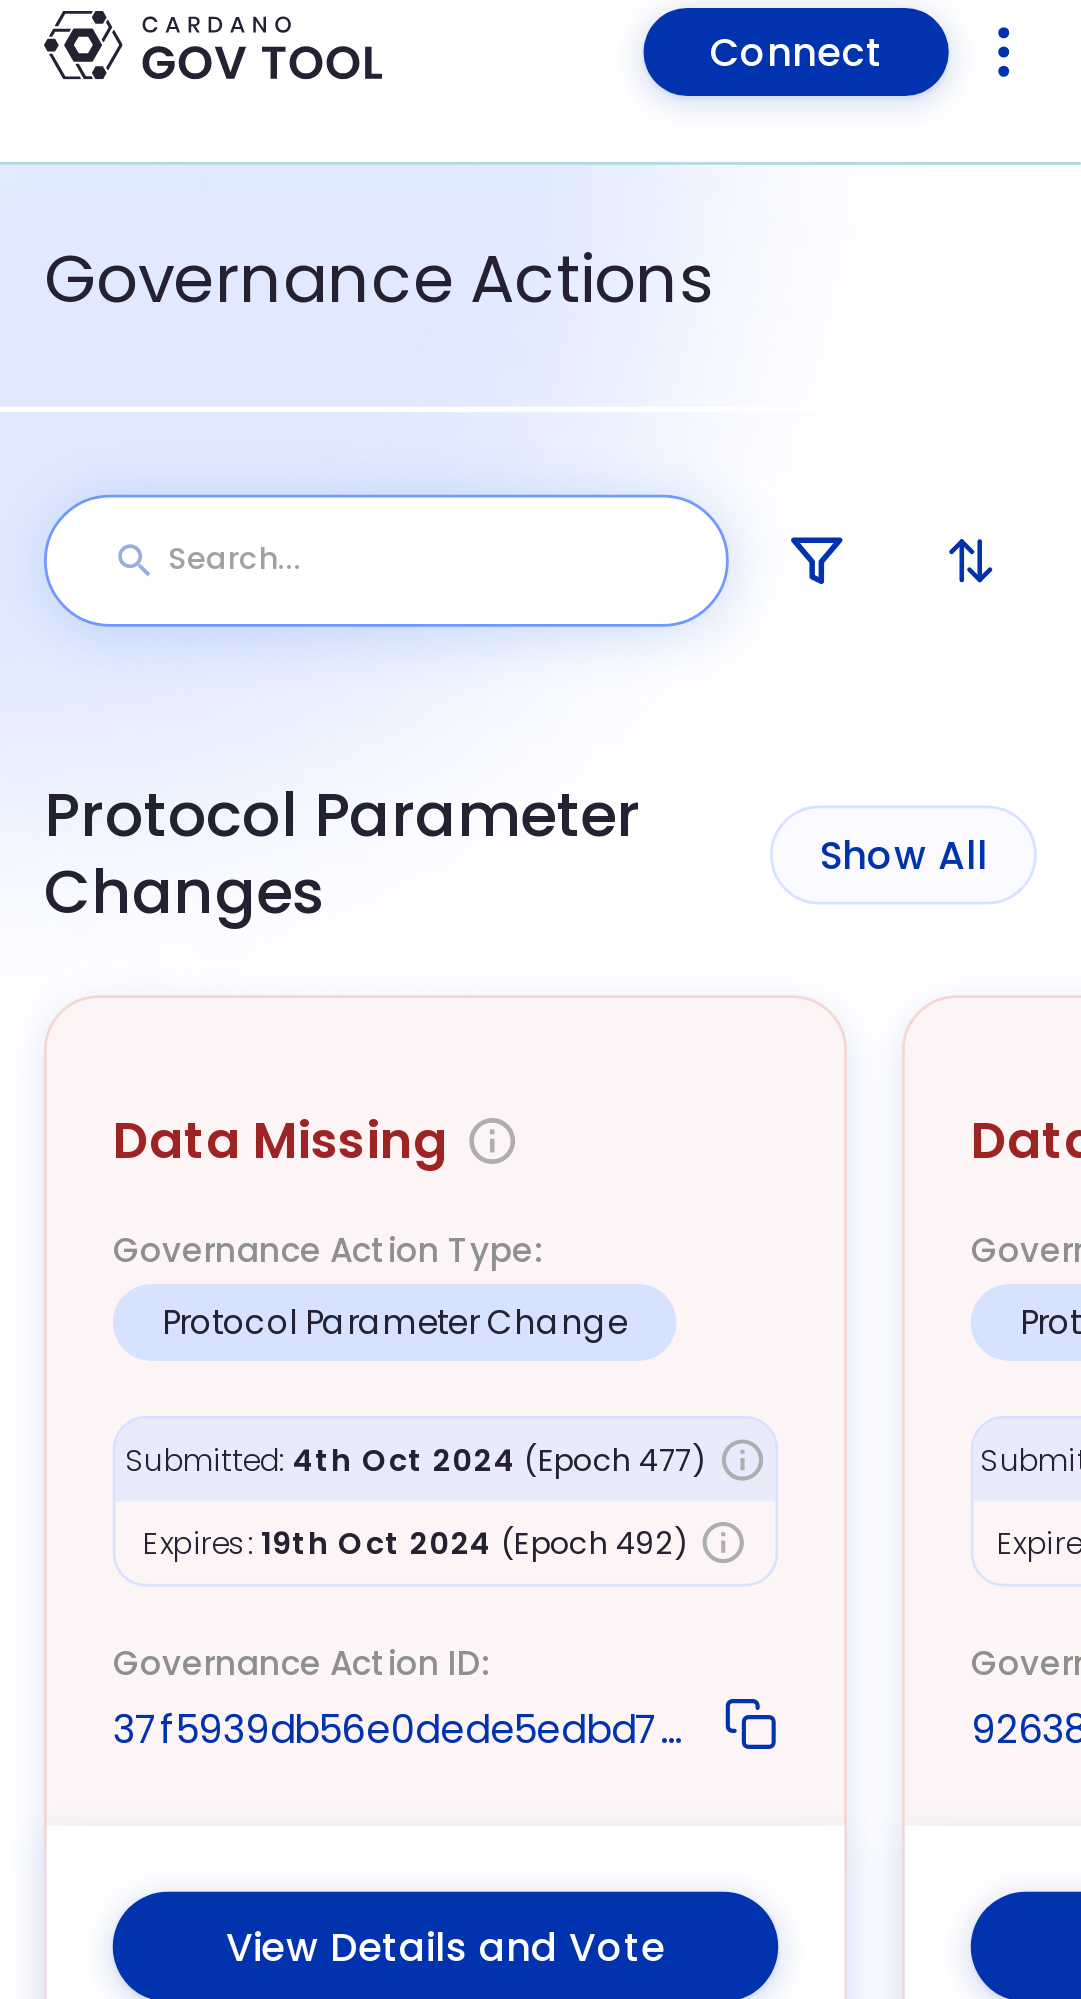 CARDANO
GOV TOOL
Connect
Governance Actions
Search...
Protocol Parameter
Changes
Show All
Data Missing
Governance Action Type:
Protocol Parameter Change
Submitted: 4th Oct 2024 (Epoch 477)
Expires: 19th Oct 2024 (Epoch 492)
Governance Action ID:
37f5939db56e0dede5edbd7...
View Details and Vote
92638